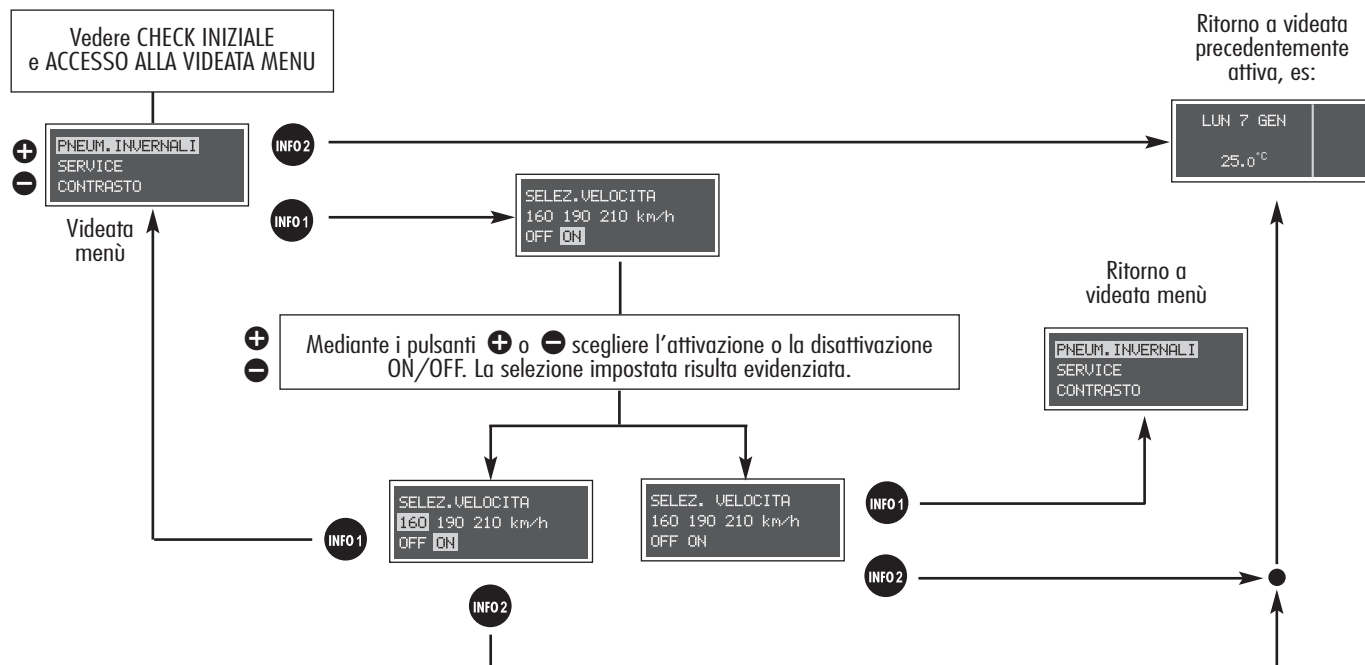 Vedere CHECK INIZIALE
e ACCESSO ALLA VIDEATA MENU
Ritorno a videata
precedentemente
attiva, es:
PNEUM.INVERNALI
SERVICE
CONTRASTO
INFO 2
LUN 7 GEN
25.0°C
Videata
menù
INFO 1
SELEZ.VELOCITA
160 190 210 km/h
OFF ON
Ritorno a
videata menù
Mediante i pulsanti + o - scegliere l'attivazione o la disattivazione
ON/OFF. La selezione impostata risulta evidenziata.
PNEUM.INVERNALI
SERVICE
CONTRASTO
SELEZ.VELOCITA
160 190 210 km/h
OFF ON
INFO 1
SELEZ. VELOCITA
160 190 210 km/h
OFF ON
INFO 1
INFO 2
INFO 2